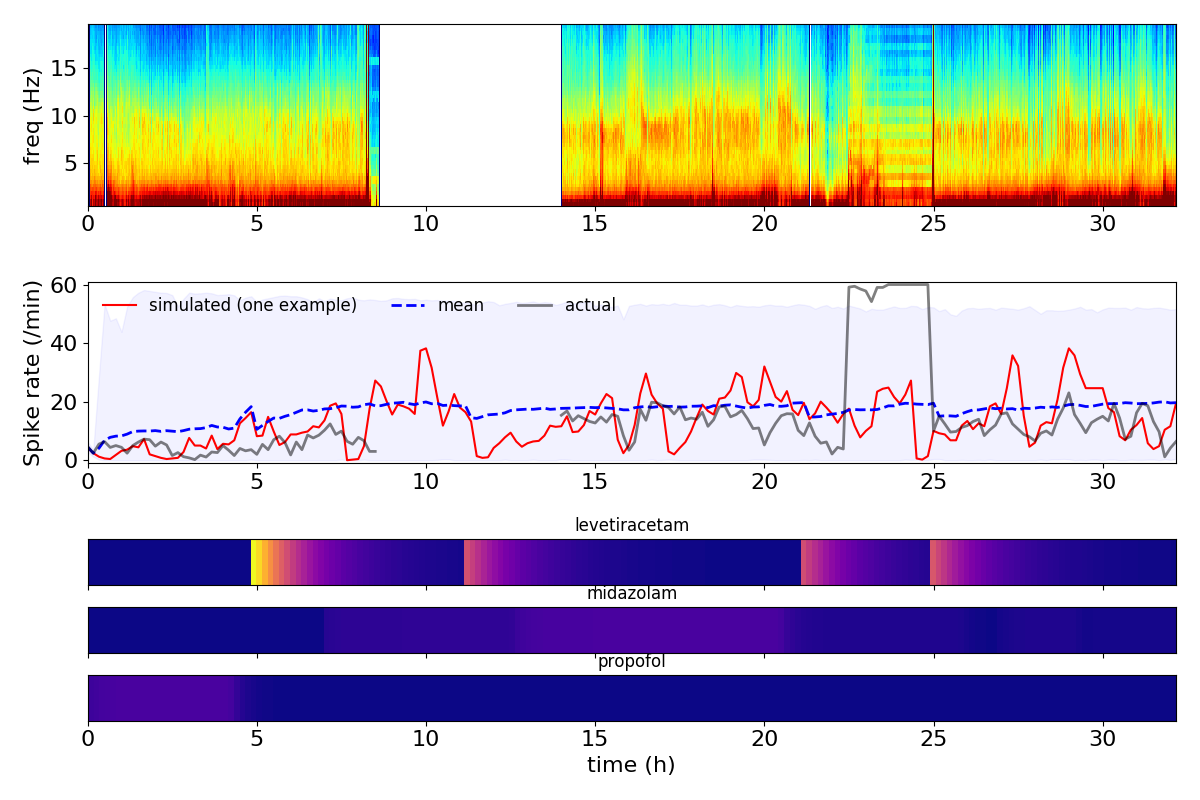 freq (Hz)
15
10
5
0 5 10 15 20 25 30
Spike rate (/min)
60
40
20
0
simulated (one example) mean actual
0 5 10 15 20 25 30
levetiracetam
midazolam
propofol
0 5 10 15 20 25 30
time (h)